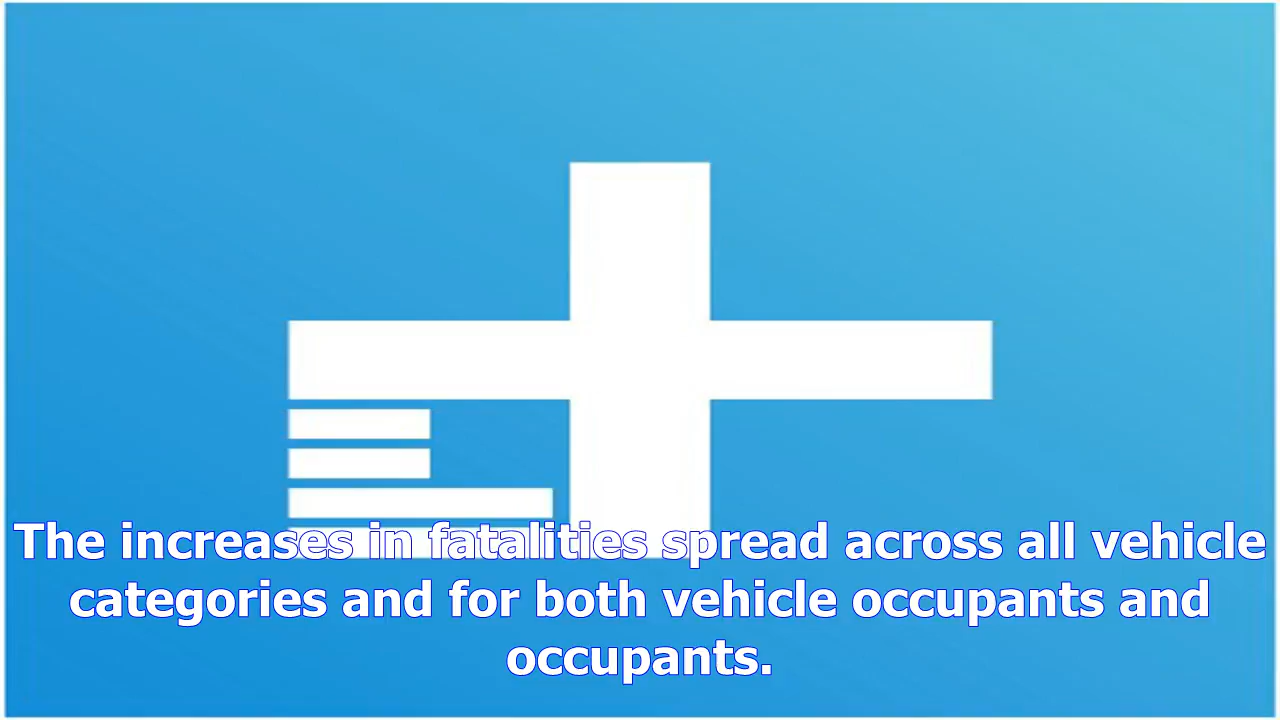 The increases in fatalities spread across all vehicle
categories and for both vehicle occupants and
occupants.